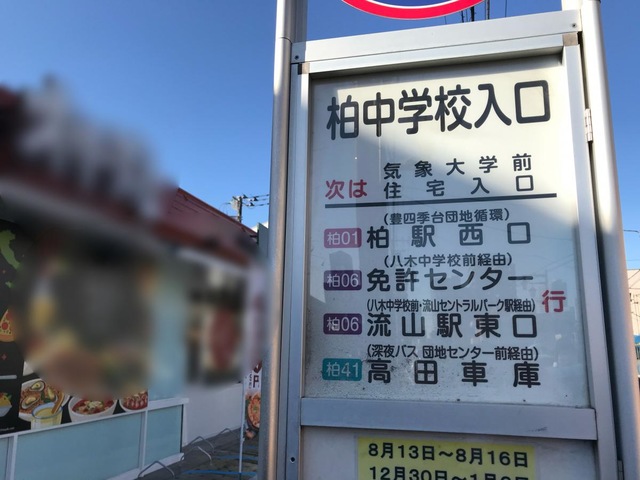 柏中学校入口
次は 気象大学前
住宅入口
(豊四季台団地循環)
柏01 柏駅西口
(八木中学校前経由)
柏06 免許センター
(八木中学校前・流山セントラルパーク駅経由) 行
柏06 流山駅東口
(深夜バス 団地センター前経由)
柏41 高田車庫
8月13日～8月16日